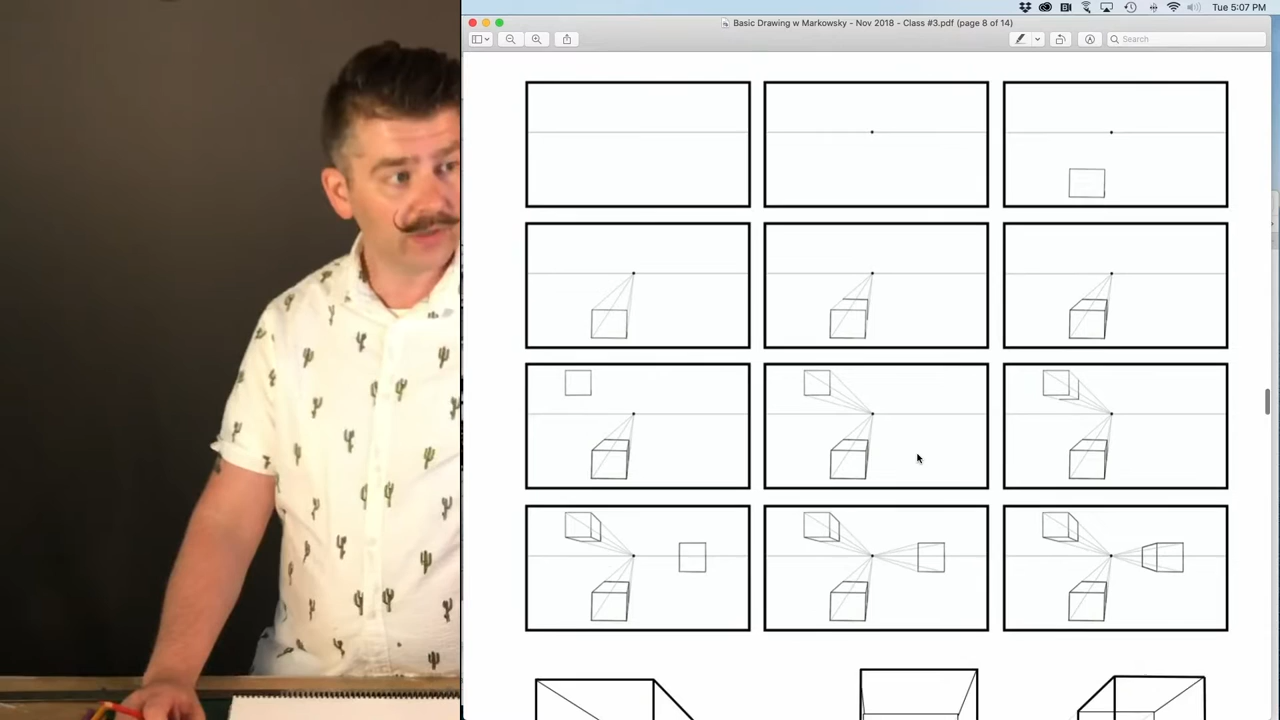 Tue 5:07 PM
Basic Drawing w Markowsky - Nov 2018 - Class #3.pdf (page 8 of 14)
Search